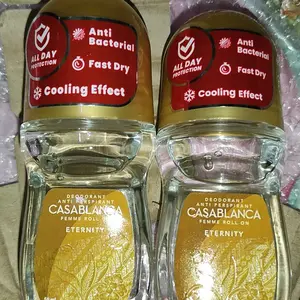 ALL DAY
PROTECTION
Anti
Bacterial
Fast Dry
Cooling Effect
DEODORANT
ANTI PERSPIRANT
CASABLANCA
FEMME ROLL ON
ETERNITY
ALL DAY
PROTECTION
Anti
Bacterial
Fast Dry
Cooling Effect
DEODORANT
ANTI PERSPIRANT
CASABLANCA
FEMME ROLL ON
ETERNITY